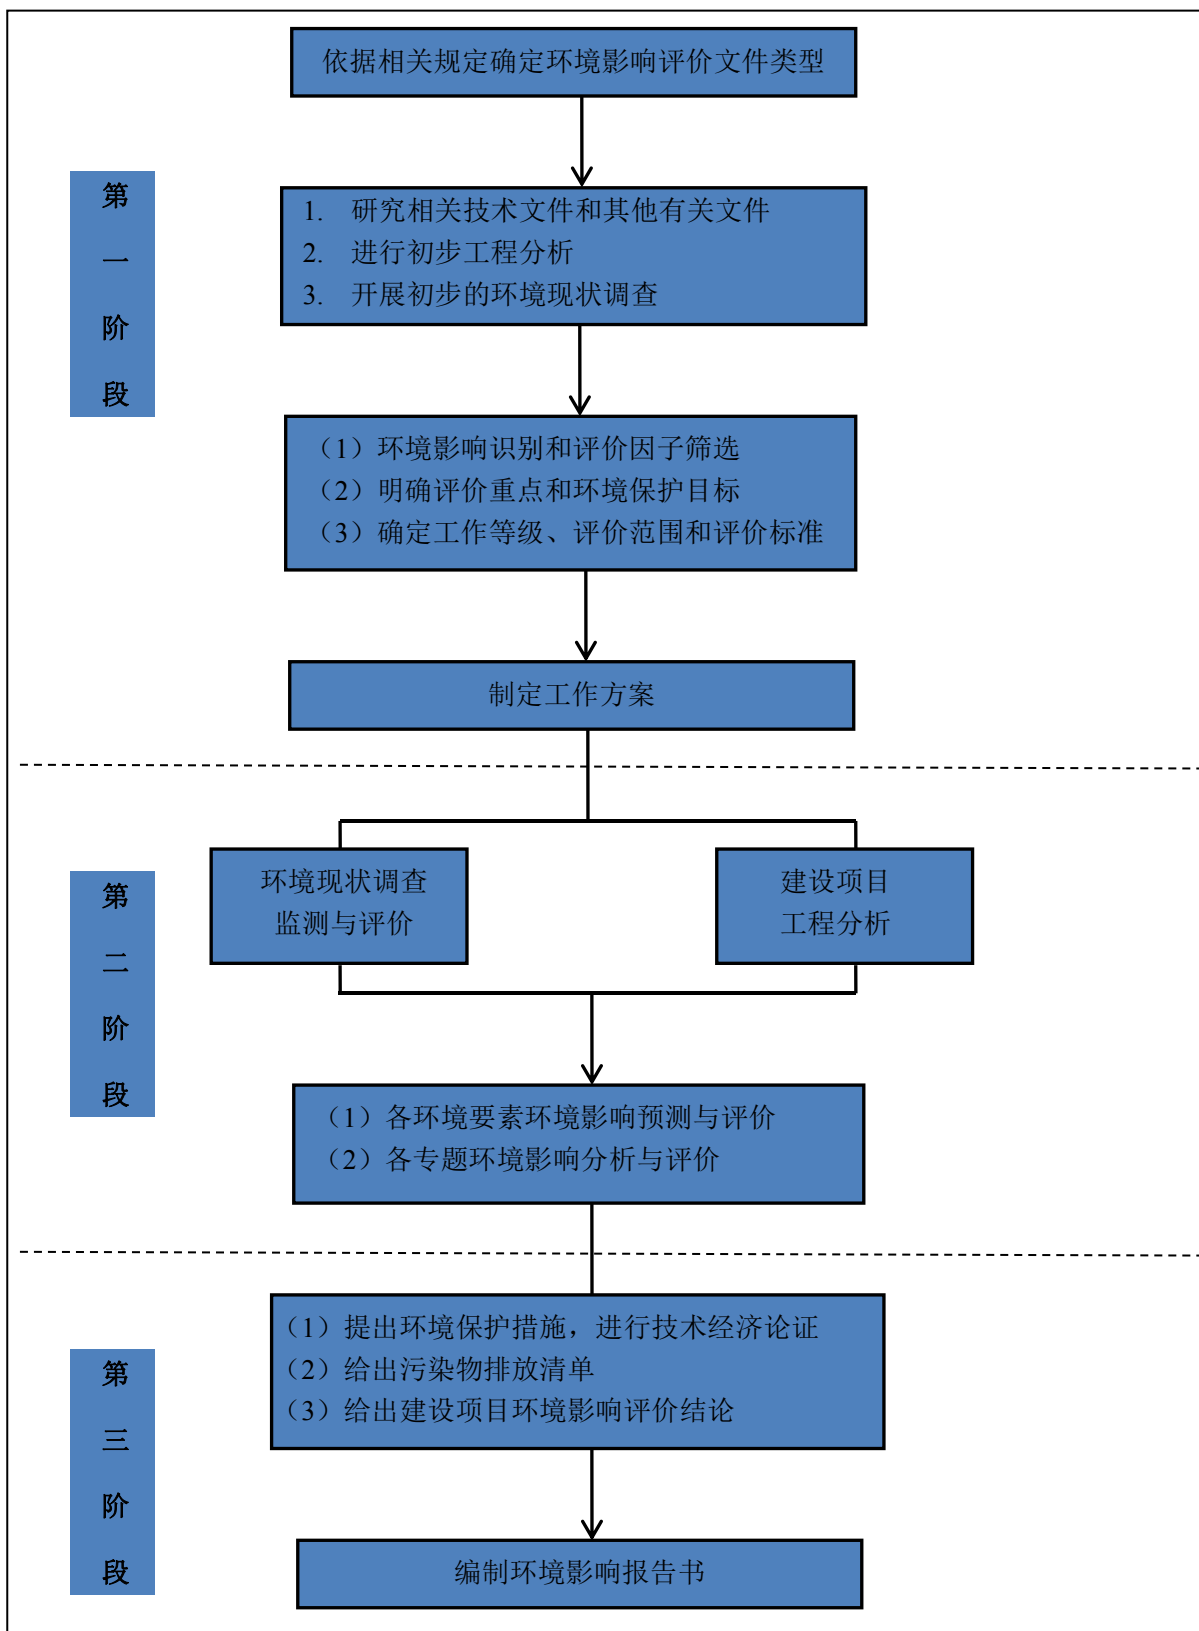 依据相关规定确定环境影响评价文件类型
第一阶段
1. 研究相关技术文件和其他有关文件
2. 进行初步工程分析
3. 开展初步的环境现状调查
（1）环境影响识别和评价因子筛选
（2）明确评价重点和环境保护目标
（3）确定工作等级、评价范围和评价标准
制定工作方案
第二阶段
环境现状调查
监测与评价
建设项目
工程分析
（1）各环境要素环境影响预测与评价
（2）各专题环境影响分析与评价
第三阶段
（1）提出环境保护措施，进行技术经济论证
（2）给出污染物排放清单
（3）给出建设项目环境影响评价结论
编制环境影响报告书